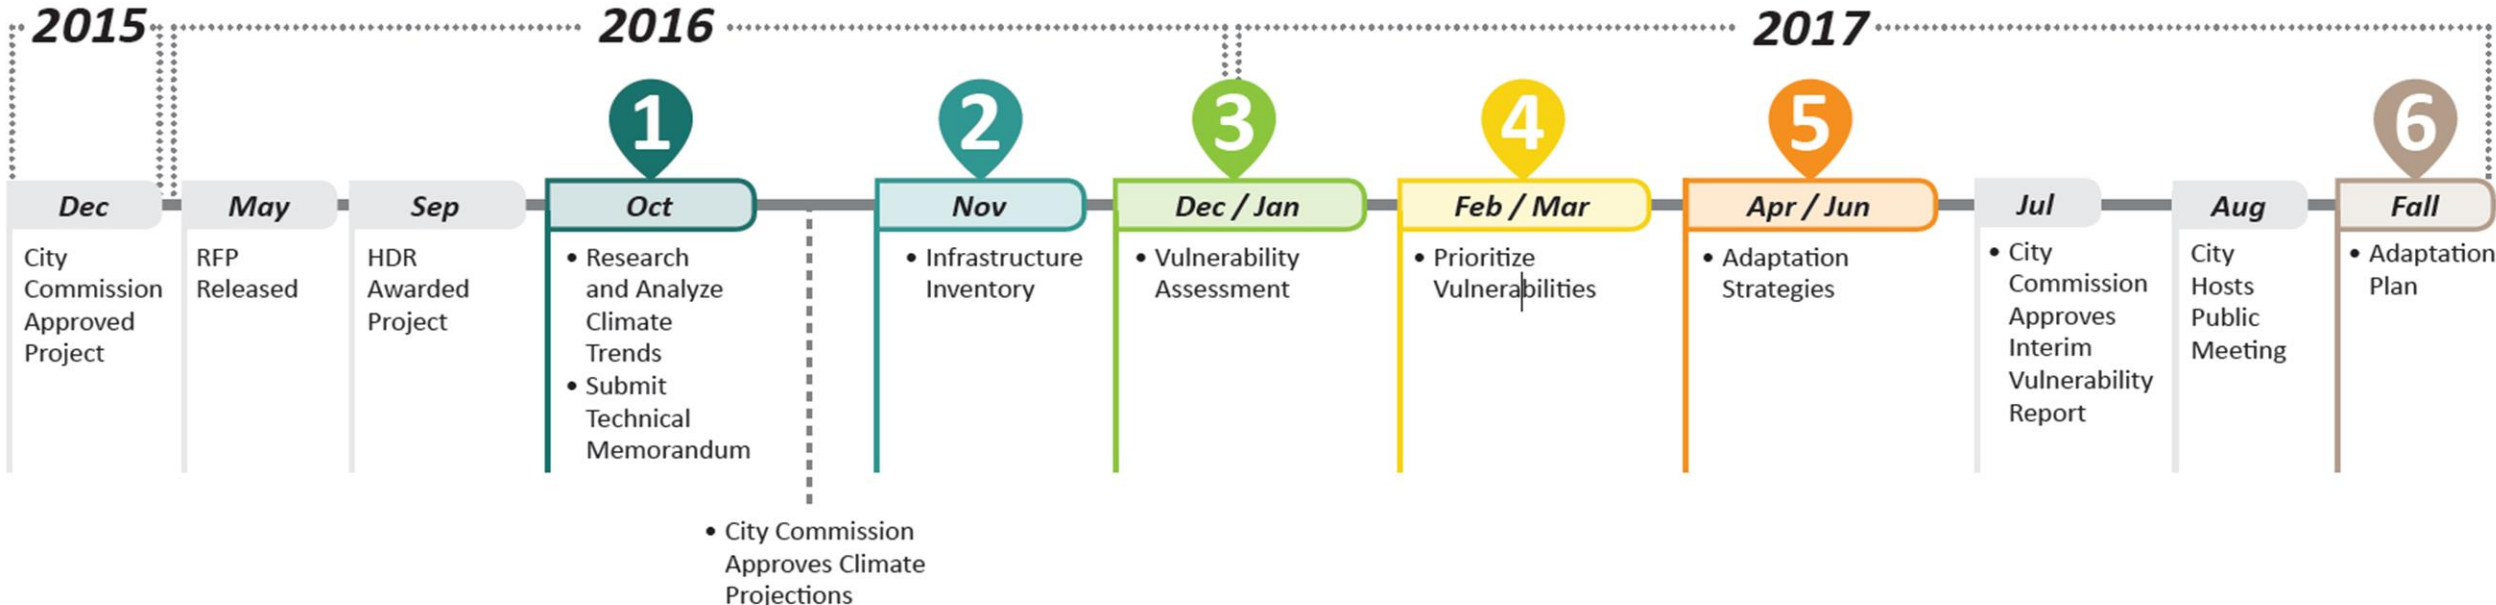 2015
2016
2017
1
2
3
4
5
6
Dec
City
Commission
Approved
Project
May
RFP
Released
Sep
HDR
Awarded
Project
Oct
• Research
and Analyze
Climate
Trends
• Submit
Technical
Memorandum
• City Commission
Approves Climate
Projections
Nov
• Infrastructure
Inventory
Dec / Jan
• Vulnerability
Assessment
Feb / Mar
• Prioritize
Vulnerabilities
Apr / Jun
• Adaptation
Strategies
Jul
• City
Commission
Approves
Interim
Vulnerability
Report
Aug
City
Hosts
Public
Meeting
Fall
• Adaptation
Plan